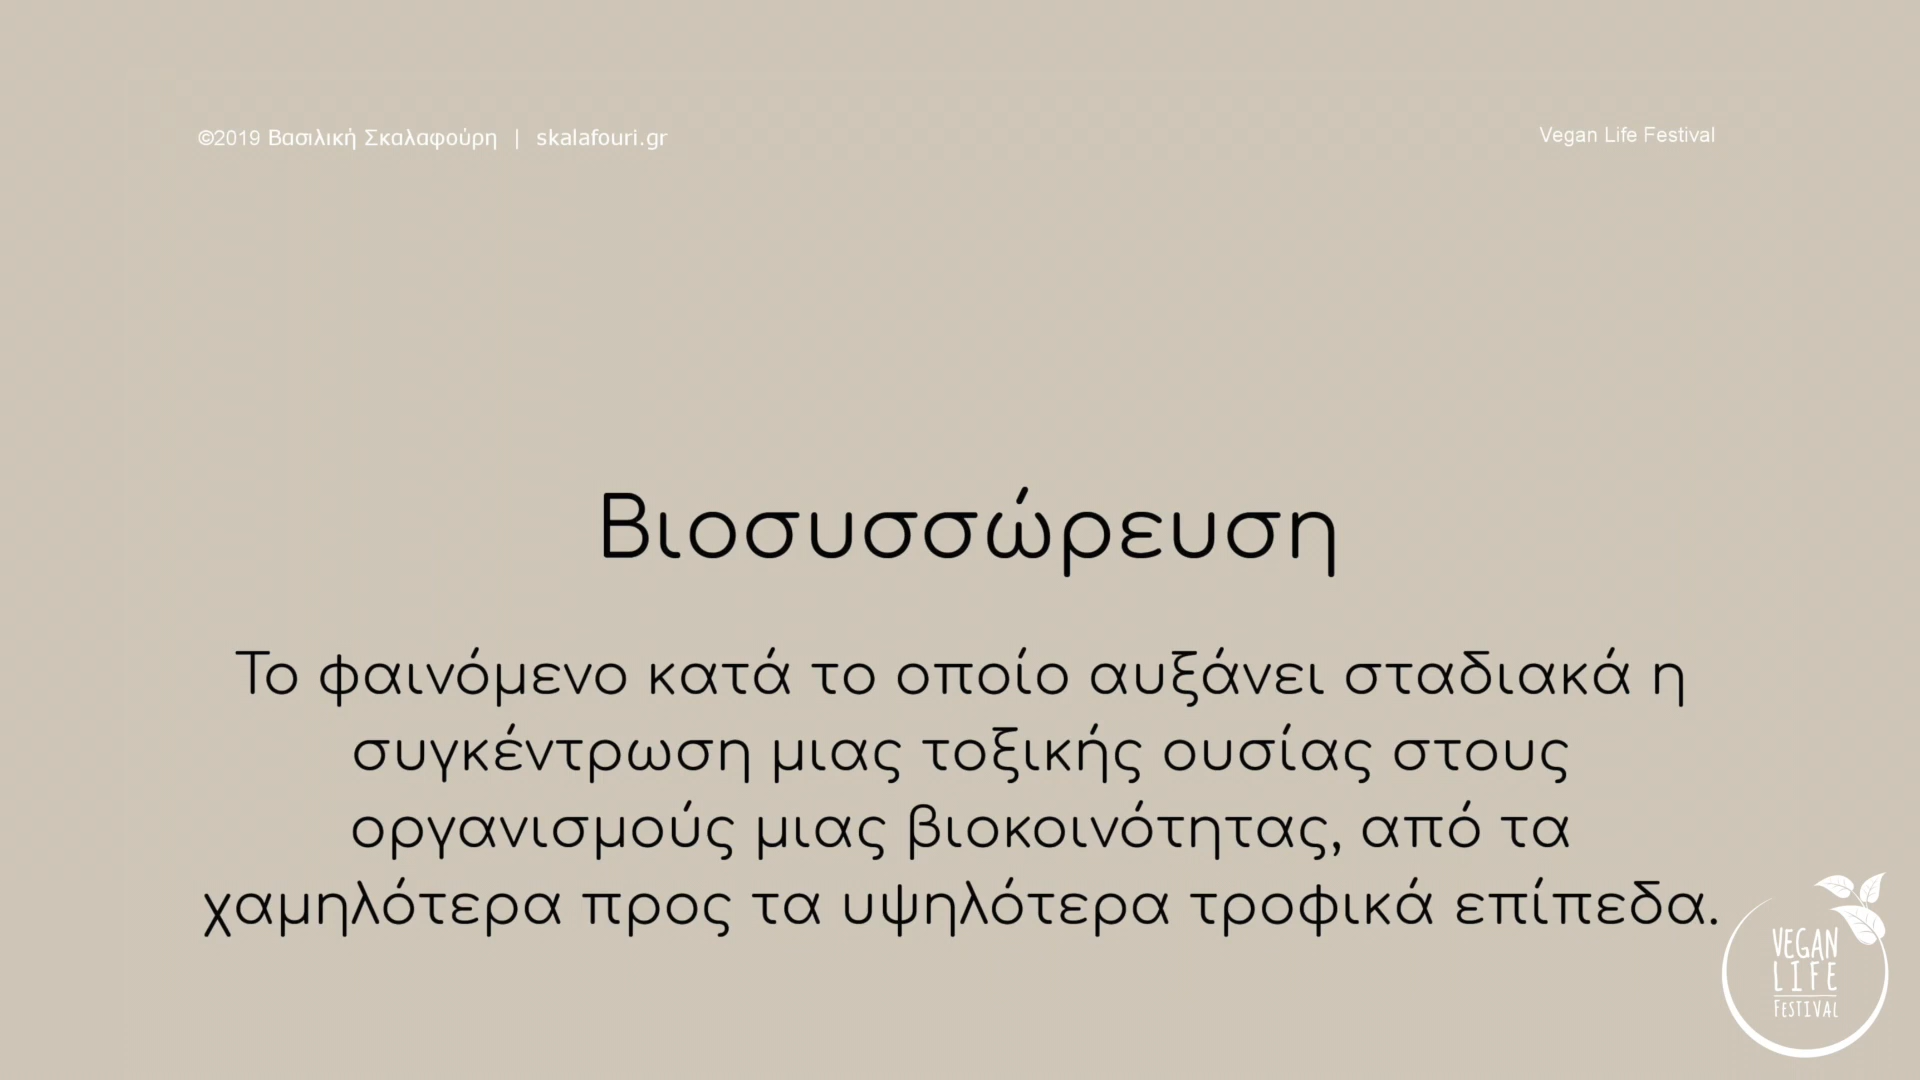 ©2019 Βασιλική Σκαλαφούρη | skalafouri.gr
Vegan Life Festival
Βιοσυσσώρευση
Το φαινόμενο κατά το οποίο αυξάνει σταδιακά η
συγκέντρωση μιας τοξικής ουσίας στους
οργανισμούς μιας βιοκοινότητας, από τα
χαμηλότερα προς τα υψηλότερα τροφικά επίπεδα.
VEGAN
LIFE
FESTIVAL